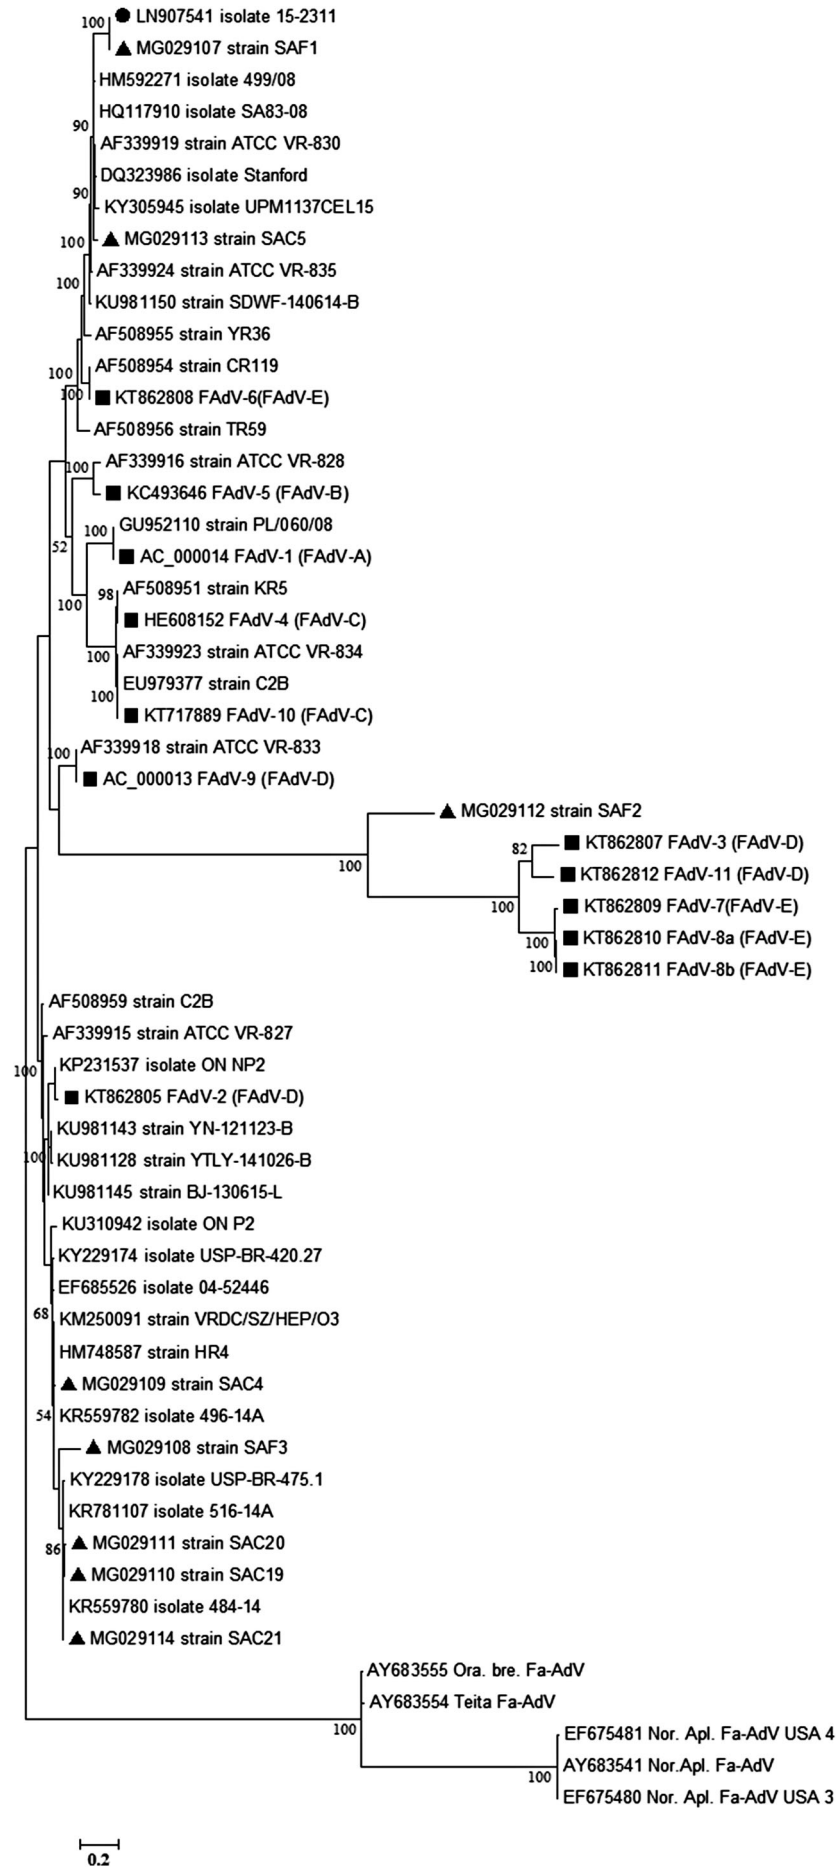 100
LN907541 isolate 15-2311
MG029107 strain SAF1
HM592271 isolate 499/08
HQ117910 isolate SA83-08
90
AF339919 strain ATCC VR-830
DQ323986 isolate Stanford
90
KY305945 isolate UPM1137CEL15
100
MG029113 strain SAC5
AF339924 strain ATCC VR-835
100
KU981150 strain SDWF-140614-B
AF508955 strain YR36
AF508954 strain CR119
100
100
KT862808 FAdV-6(FAdV-E)
AF508956 strain TR59
AF339916 strain ATCC VR-828
100
KC493646 FAdV-5 (FAdV-B)
GU952110 strain PL/060/08
100
52
AC_000014 FAdV-1 (FAdV-A)
AF508951 strain KR5
98
100
HE608152 FAdV-4 (FAdV-C)
AF339923 strain ATCC VR-834
100
EU979377 strain C2B
100
KT717889 FAdV-10 (FAdV-C)
AF339918 strain ATCC VR-833
100
AC_000013 FAdV-9 (FAdV-D)
MG029112 strain SAF2
KT862807 FAdV-3 (FAdV-D)
82
100
KT862812 FAdV-11 (FAdV-D)
KT862809 FAdV-7(FAdV-E)
100
KT862810 FAdV-8a (FAdV-E)
100
KT862811 FAdV-8b (FAdV-E)
100
AF508959 strain C2B
AF339915 strain ATCC VR-827
KP231537 isolate ON NP2
100
KT862805 FAdV-2 (FAdV-D)
KU981143 strain YN-121123-B
100
KU981128 strain YTLY-141026-B
KU981145 strain BJ-130615-L
KU310942 isolate ON P2
KY229174 isolate USP-BR-420.27
EF685526 isolate 04-52446
68
KM250091 strain VRDC/SZ/HEP/O3
HM748587 strain HR4
MG029109 strain SAC4
54
KR559782 isolate 496-14A
MG029108 strain SAF3
KY229178 isolate USP-BR-475.1
KR781107 isolate 516-14A
86
MG029111 strain SAC20
MG029110 strain SAC19
KR559780 isolate 484-14
MG029114 strain SAC21
AY683555 Ora. bre. Fa-AdV
AY683554 Teita Fa-AdV
100
EF675481 Nor. Apl. Fa-AdV USA 4
AY683541 Nor.Apl. Fa-AdV
100
EF675480 Nor. Apl. Fa-AdV USA 3
0.2